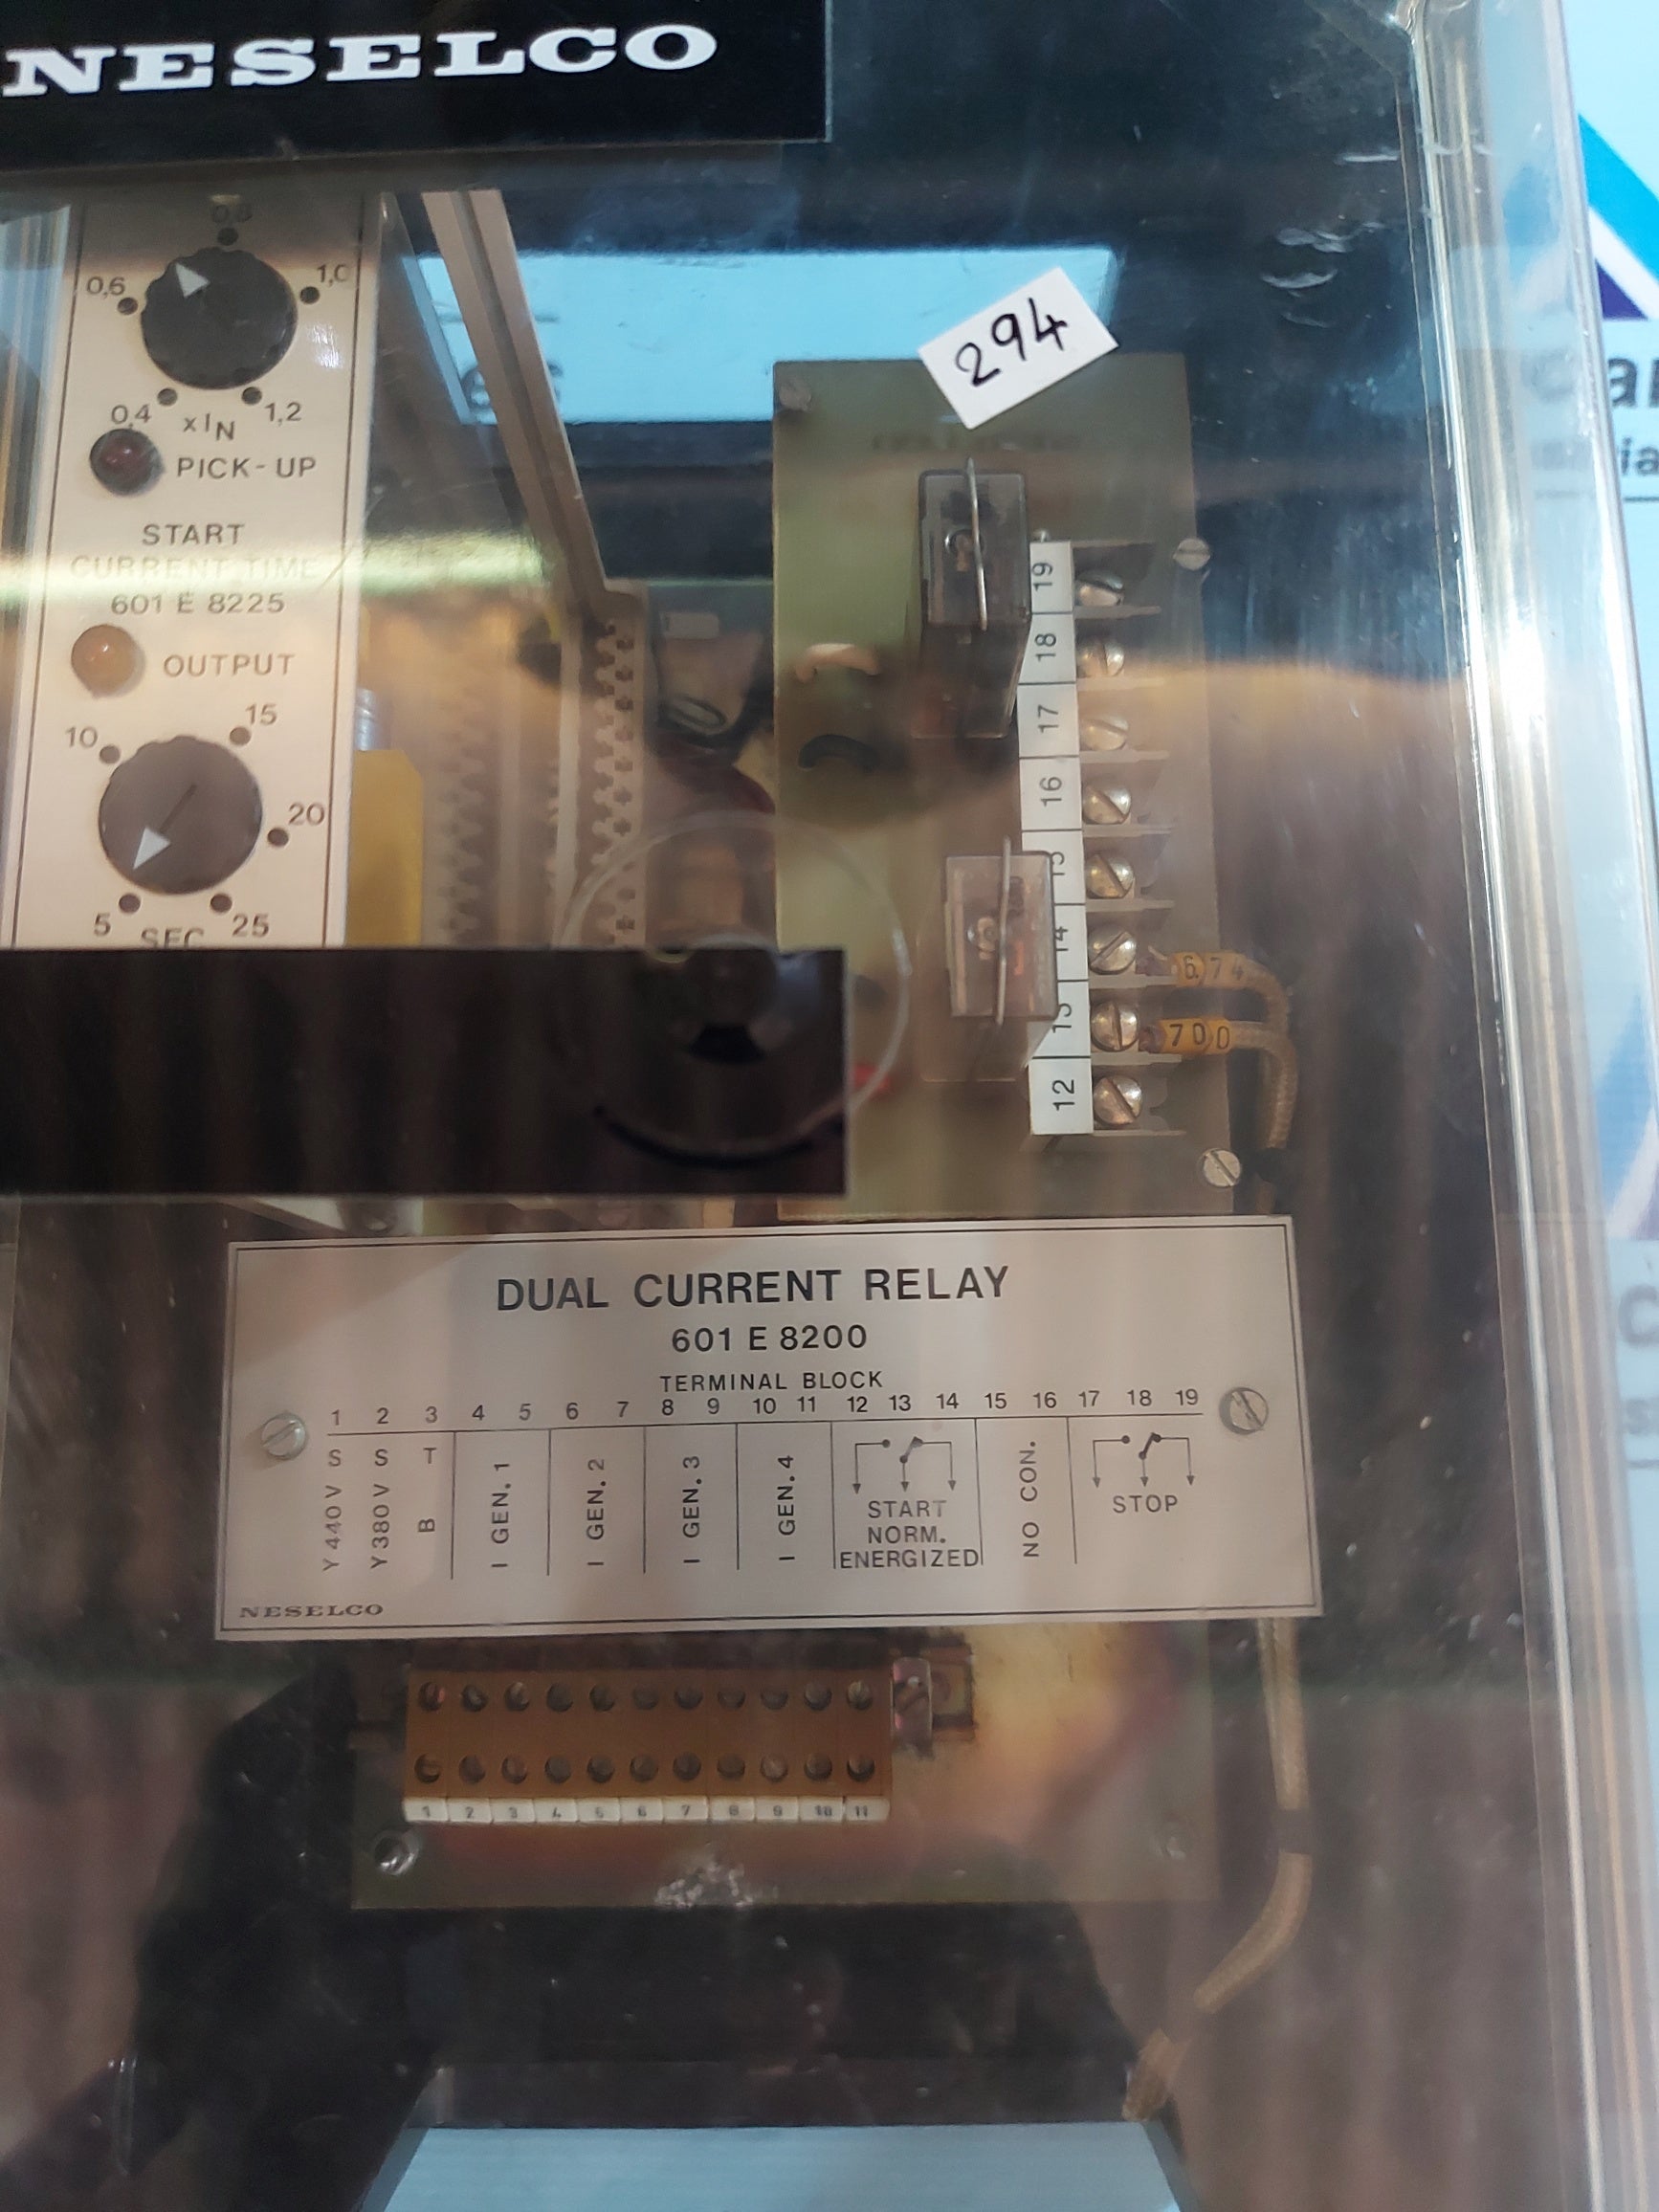 NESELCO
0,8
0,6
1,0
0,4
xIN
1,2
PICK-UP
START
CURRENT TIME
601 E 8225
OUTPUT
10
15
20
5
SEC
25
294
19
18
17
16
15
14
13
12
674
700
DUAL CURRENT RELAY
601 E 8200
TERMINAL BLOCK
1 2 3 4 5 6 7 8 9 10 11 12 13 14 15 16 17 18 19
Y 440 V S
Y 380 V S
B T
I GEN. 1
I GEN. 2
I GEN. 3
I GEN. 4
START
NORM.
ENERGIZED
NO CON.
STOP
NESELCO
1 2 3 4 5 6 7 8 9 10 11